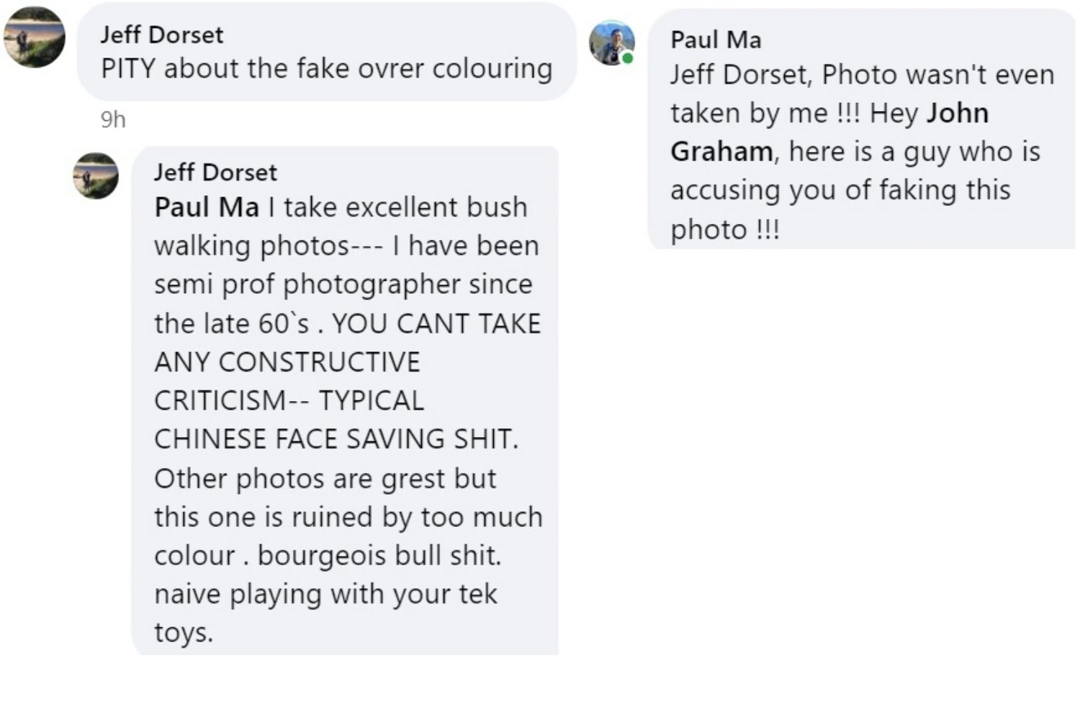 Jeff Dorset
PITY about the fake ovrer colouring
9h
Jeff Dorset
Paul Ma I take excellent bush
walking photos--- I have been
semi prof photographer since
the late 60`s . YOU CANT TAKE
ANY CONSTRUCTIVE
CRITICISM-- TYPICAL
CHINESE FACE SAVING SHIT.
Other photos are grest but
this one is ruined by too much
colour . bourgeois bull shit.
naive playing with your tek
toys.
Paul Ma
Jeff Dorset, Photo wasn't even
taken by me !!! Hey John
Graham, here is a guy who is
accusing you of faking this
photo !!!